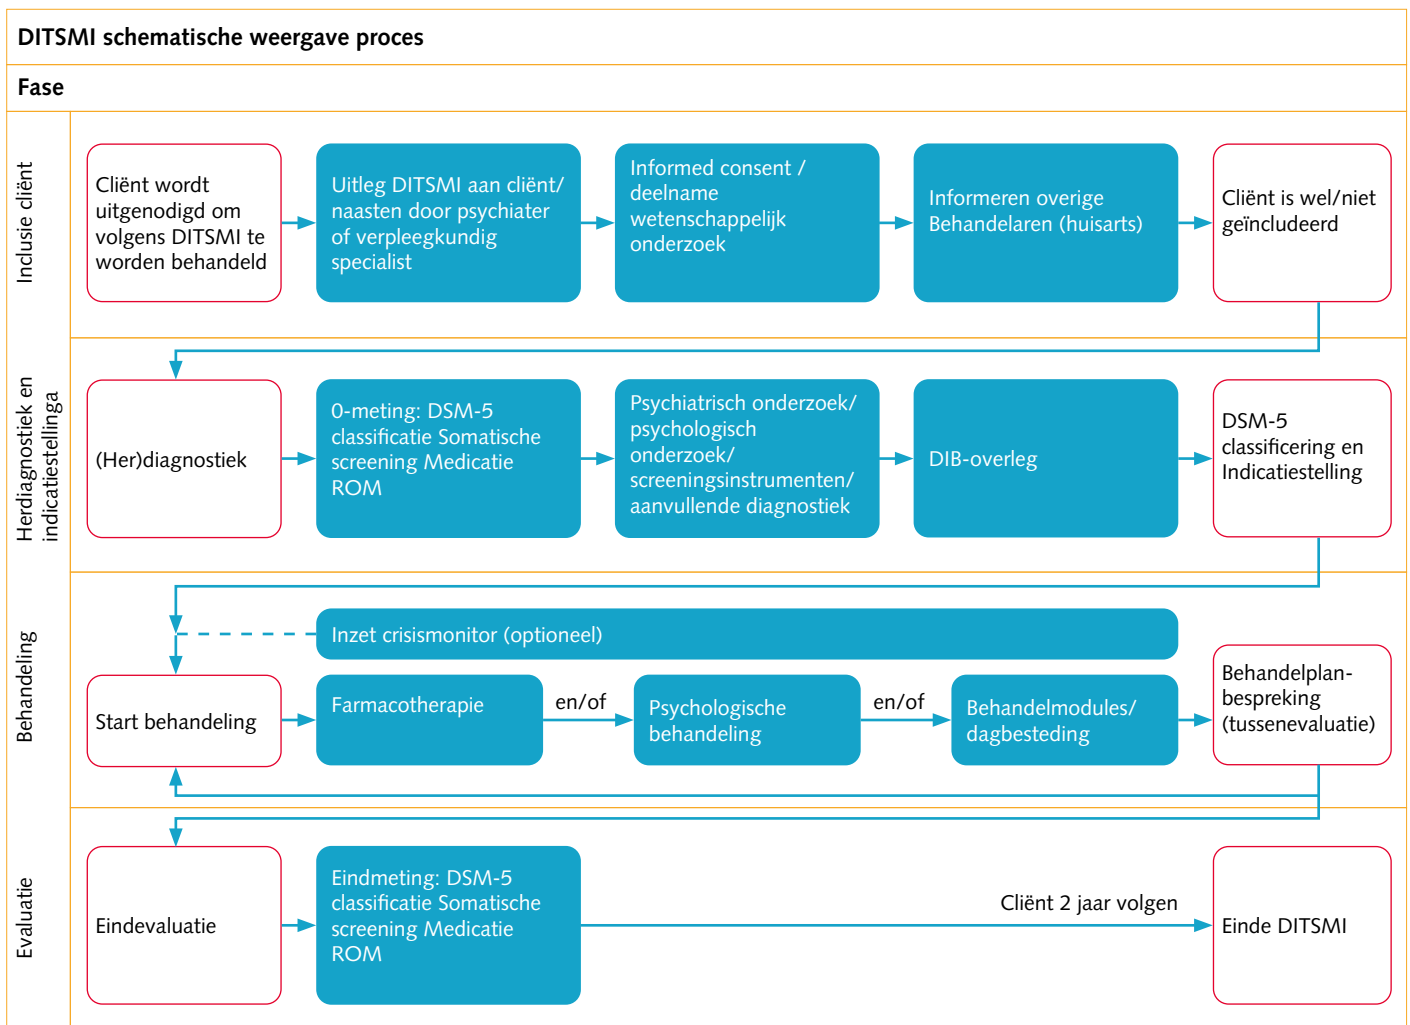 DITSMI schematische weergave proces
Fase
Inclusie cliënt
Cliënt wordt
uitgenodigd om
volgens DITSMI te
worden behandeld
Uitleg DITSMI aan cliënt/
naasten door psychiater
of verpleegkundig
specialist
Informed consent /
deelname
wetenschappelijk
onderzoek
Informeren overige
Behandelaren (huisarts)
Cliënt is wel/niet
geïncludeerd
Herdiagnostiek en
indicatiestellinga
(Her)diagnostiek
0-meting: DSM-5
classificatie Somatische
screening Medicatie
ROM
Psychiatrisch onderzoek/
psychologisch
onderzoek/
screeningsinstrumenten/
aanvullende diagnostiek
DIB-overleg
DSM-5
classificering en
Indicatiestelling
Behandeling
Inzet crisismonitor (optioneel)
Start behandeling
Farmacotherapie
en/of
Psychologische
behandeling
en/of
Behandelmodules/
dagbesteding
Behandelplan-
bespreking
(tussenevaluatie)
Evaluatie
Eindevaluatie
Eindmeting: DSM-5
classificatie Somatische
screening Medicatie
ROM
Cliënt 2 jaar volgen
Einde DITSMI